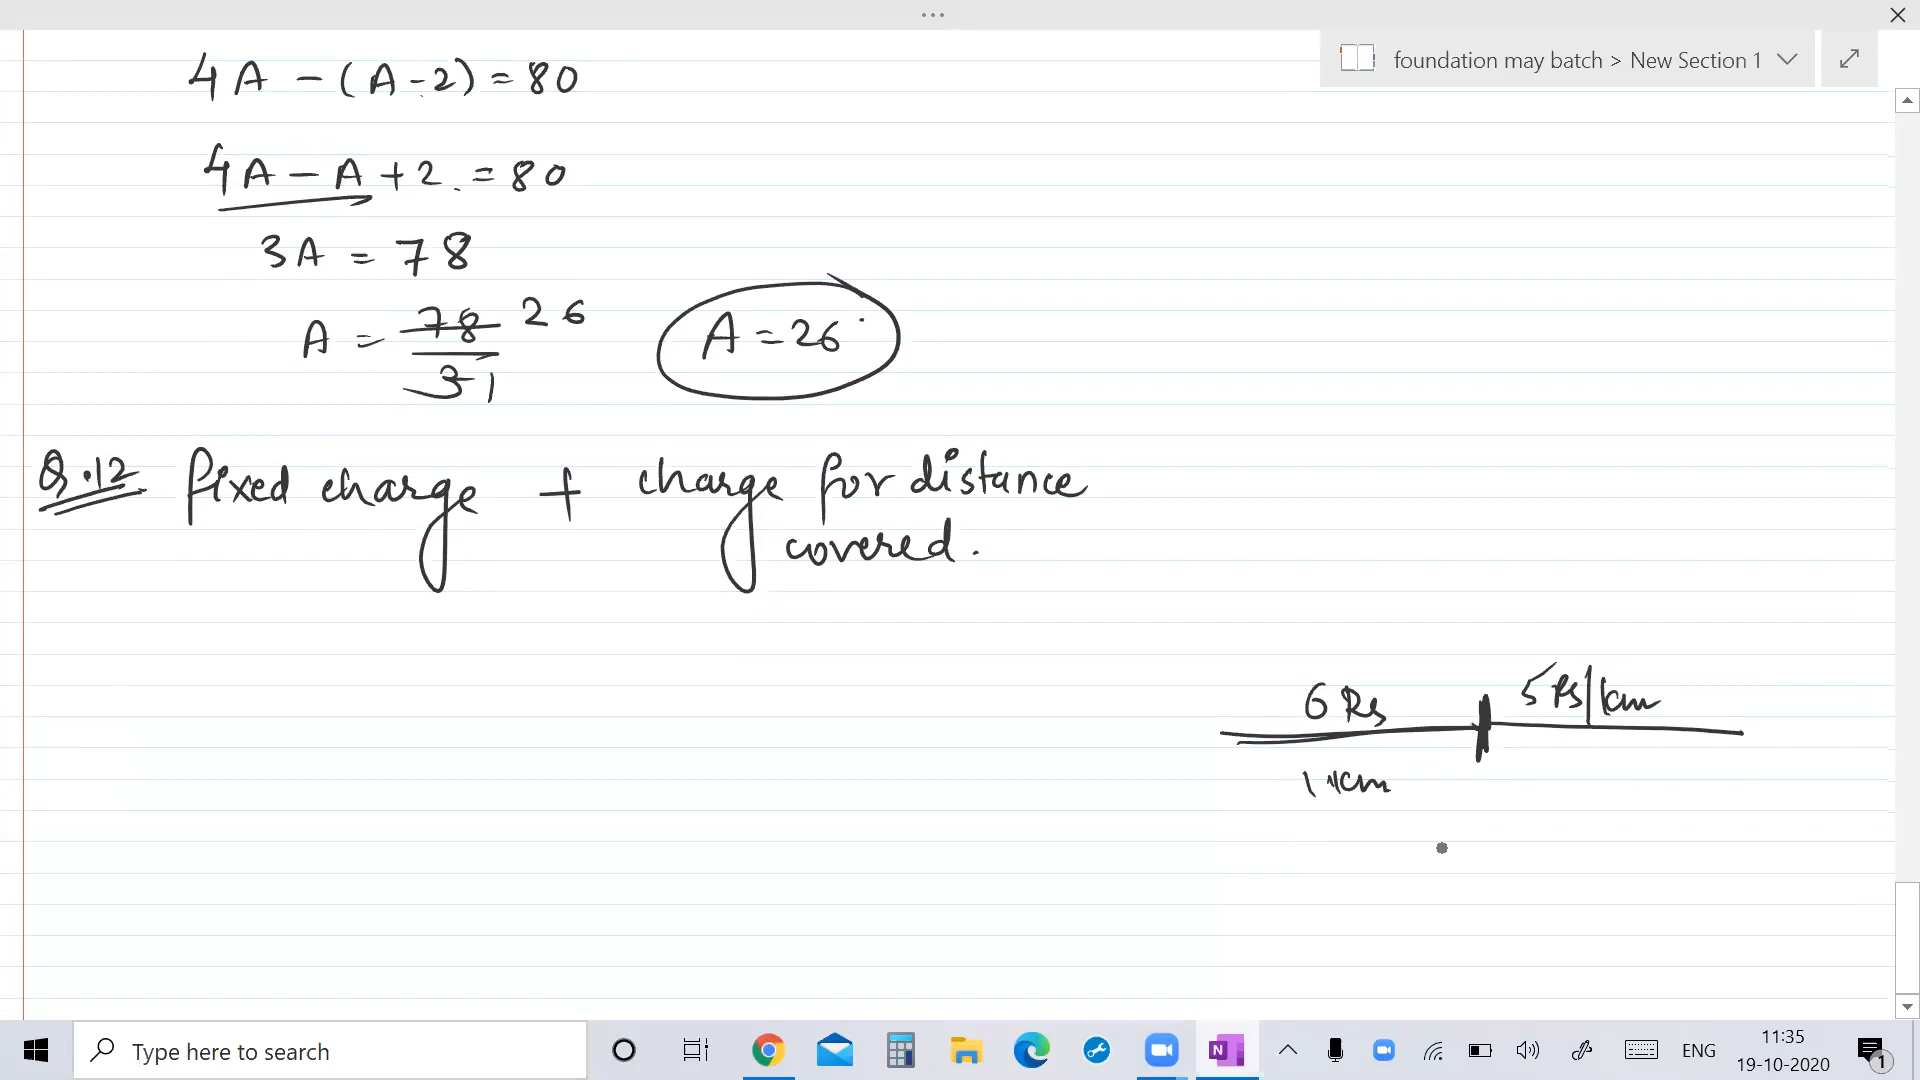 foundation may batch > New Section 1
4A - (A-2) = 80
4A - A + 2 = 80
3A = 78
A = 78 26
31
A = 26
Q.12 fixed charge + charge for distance
covered.
6 Rs 5 Rs/km
1 km
Type here to search
ENG
11:35
19-10-2020
1